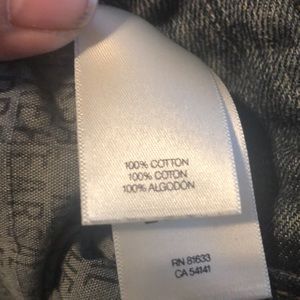 100% COTTON
100% COTON
100% ALGODÓN
RN 81633
CA 54141